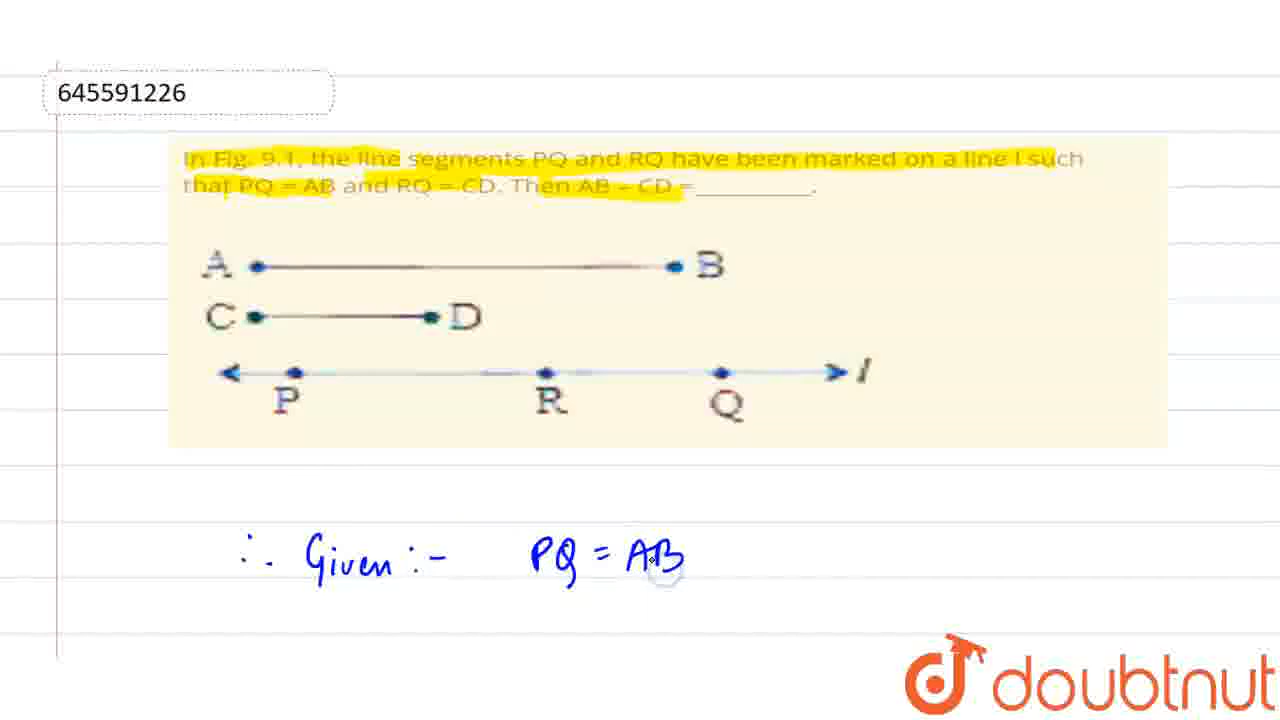 645591226
In Fig. 9.1, the line segments PQ and RQ have been marked on a line l such
that PQ = AB and RQ = CD. Then AB – CD = __________.
A B
C D
l
P R Q
∴ Given :- PQ = AB
doubtnut